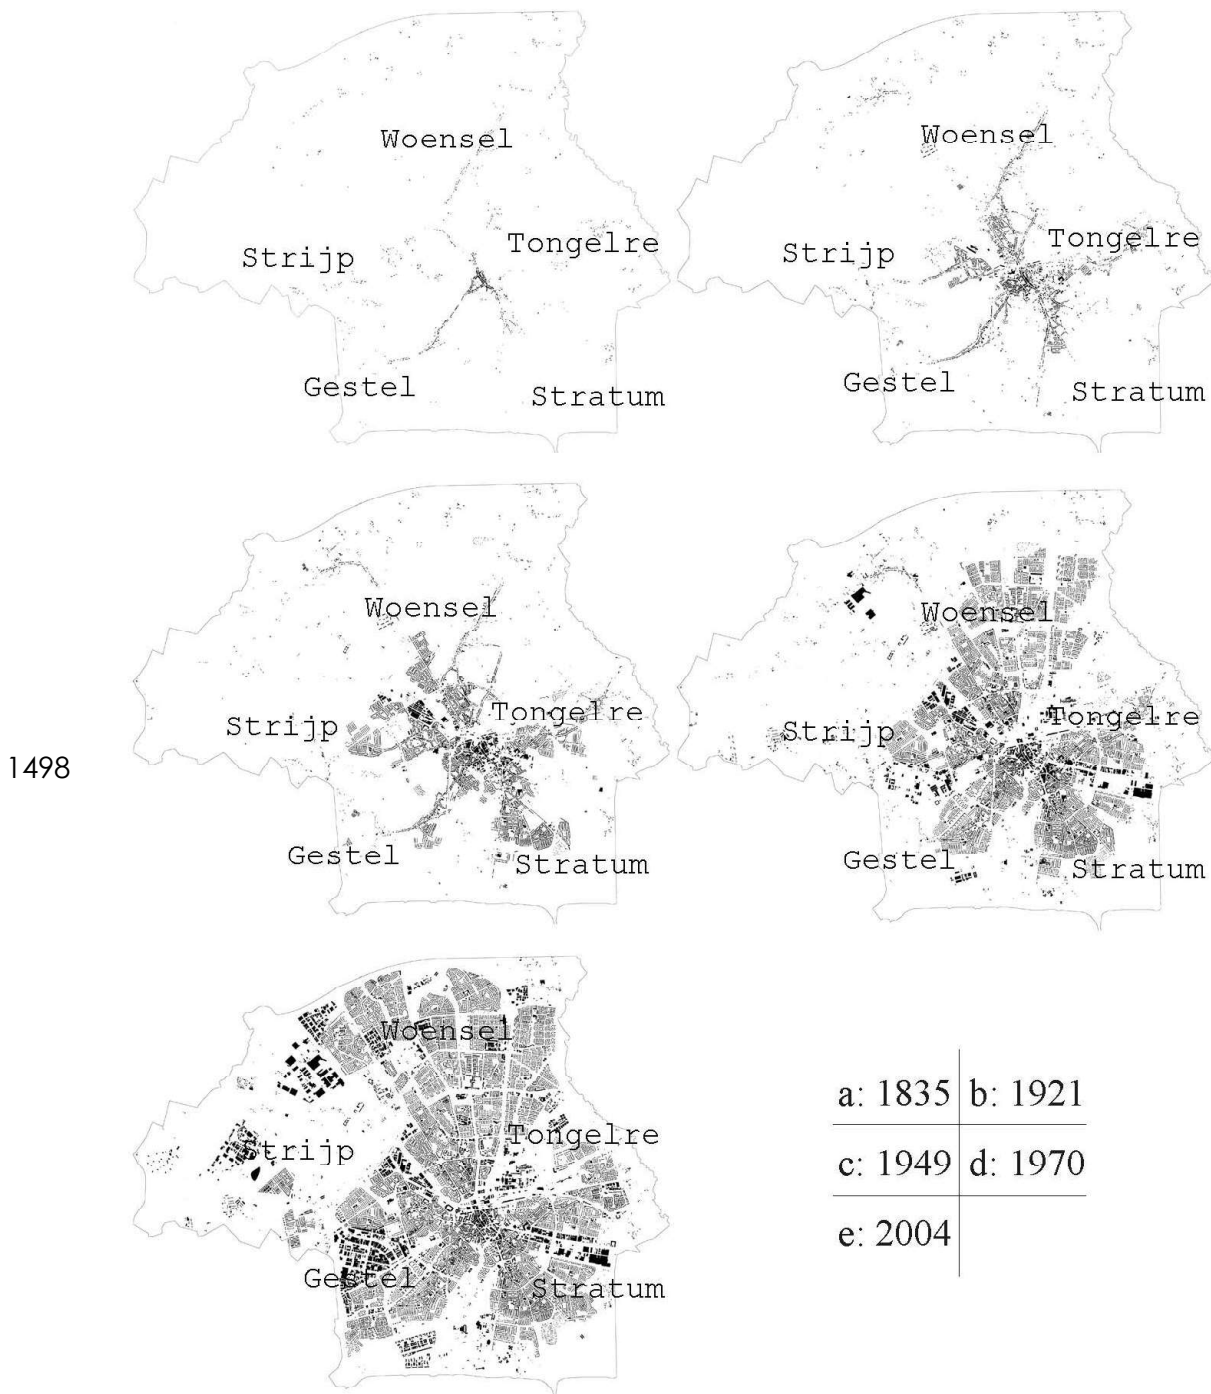 Woensel
Strijp
Tongelre
Gestel
Stratum
Woensel
Strijp
Tongelre
Gestel
Stratum
Woensel
Strijp
Tongelre
Gestel
Stratum
Woensel
Strijp
Tongelre
Gestel
Stratum
1498
Woensel
Strijp
Tongelre
Gestel
Stratum
a: 1835 b: 1921
c: 1949 d: 1970
e: 2004